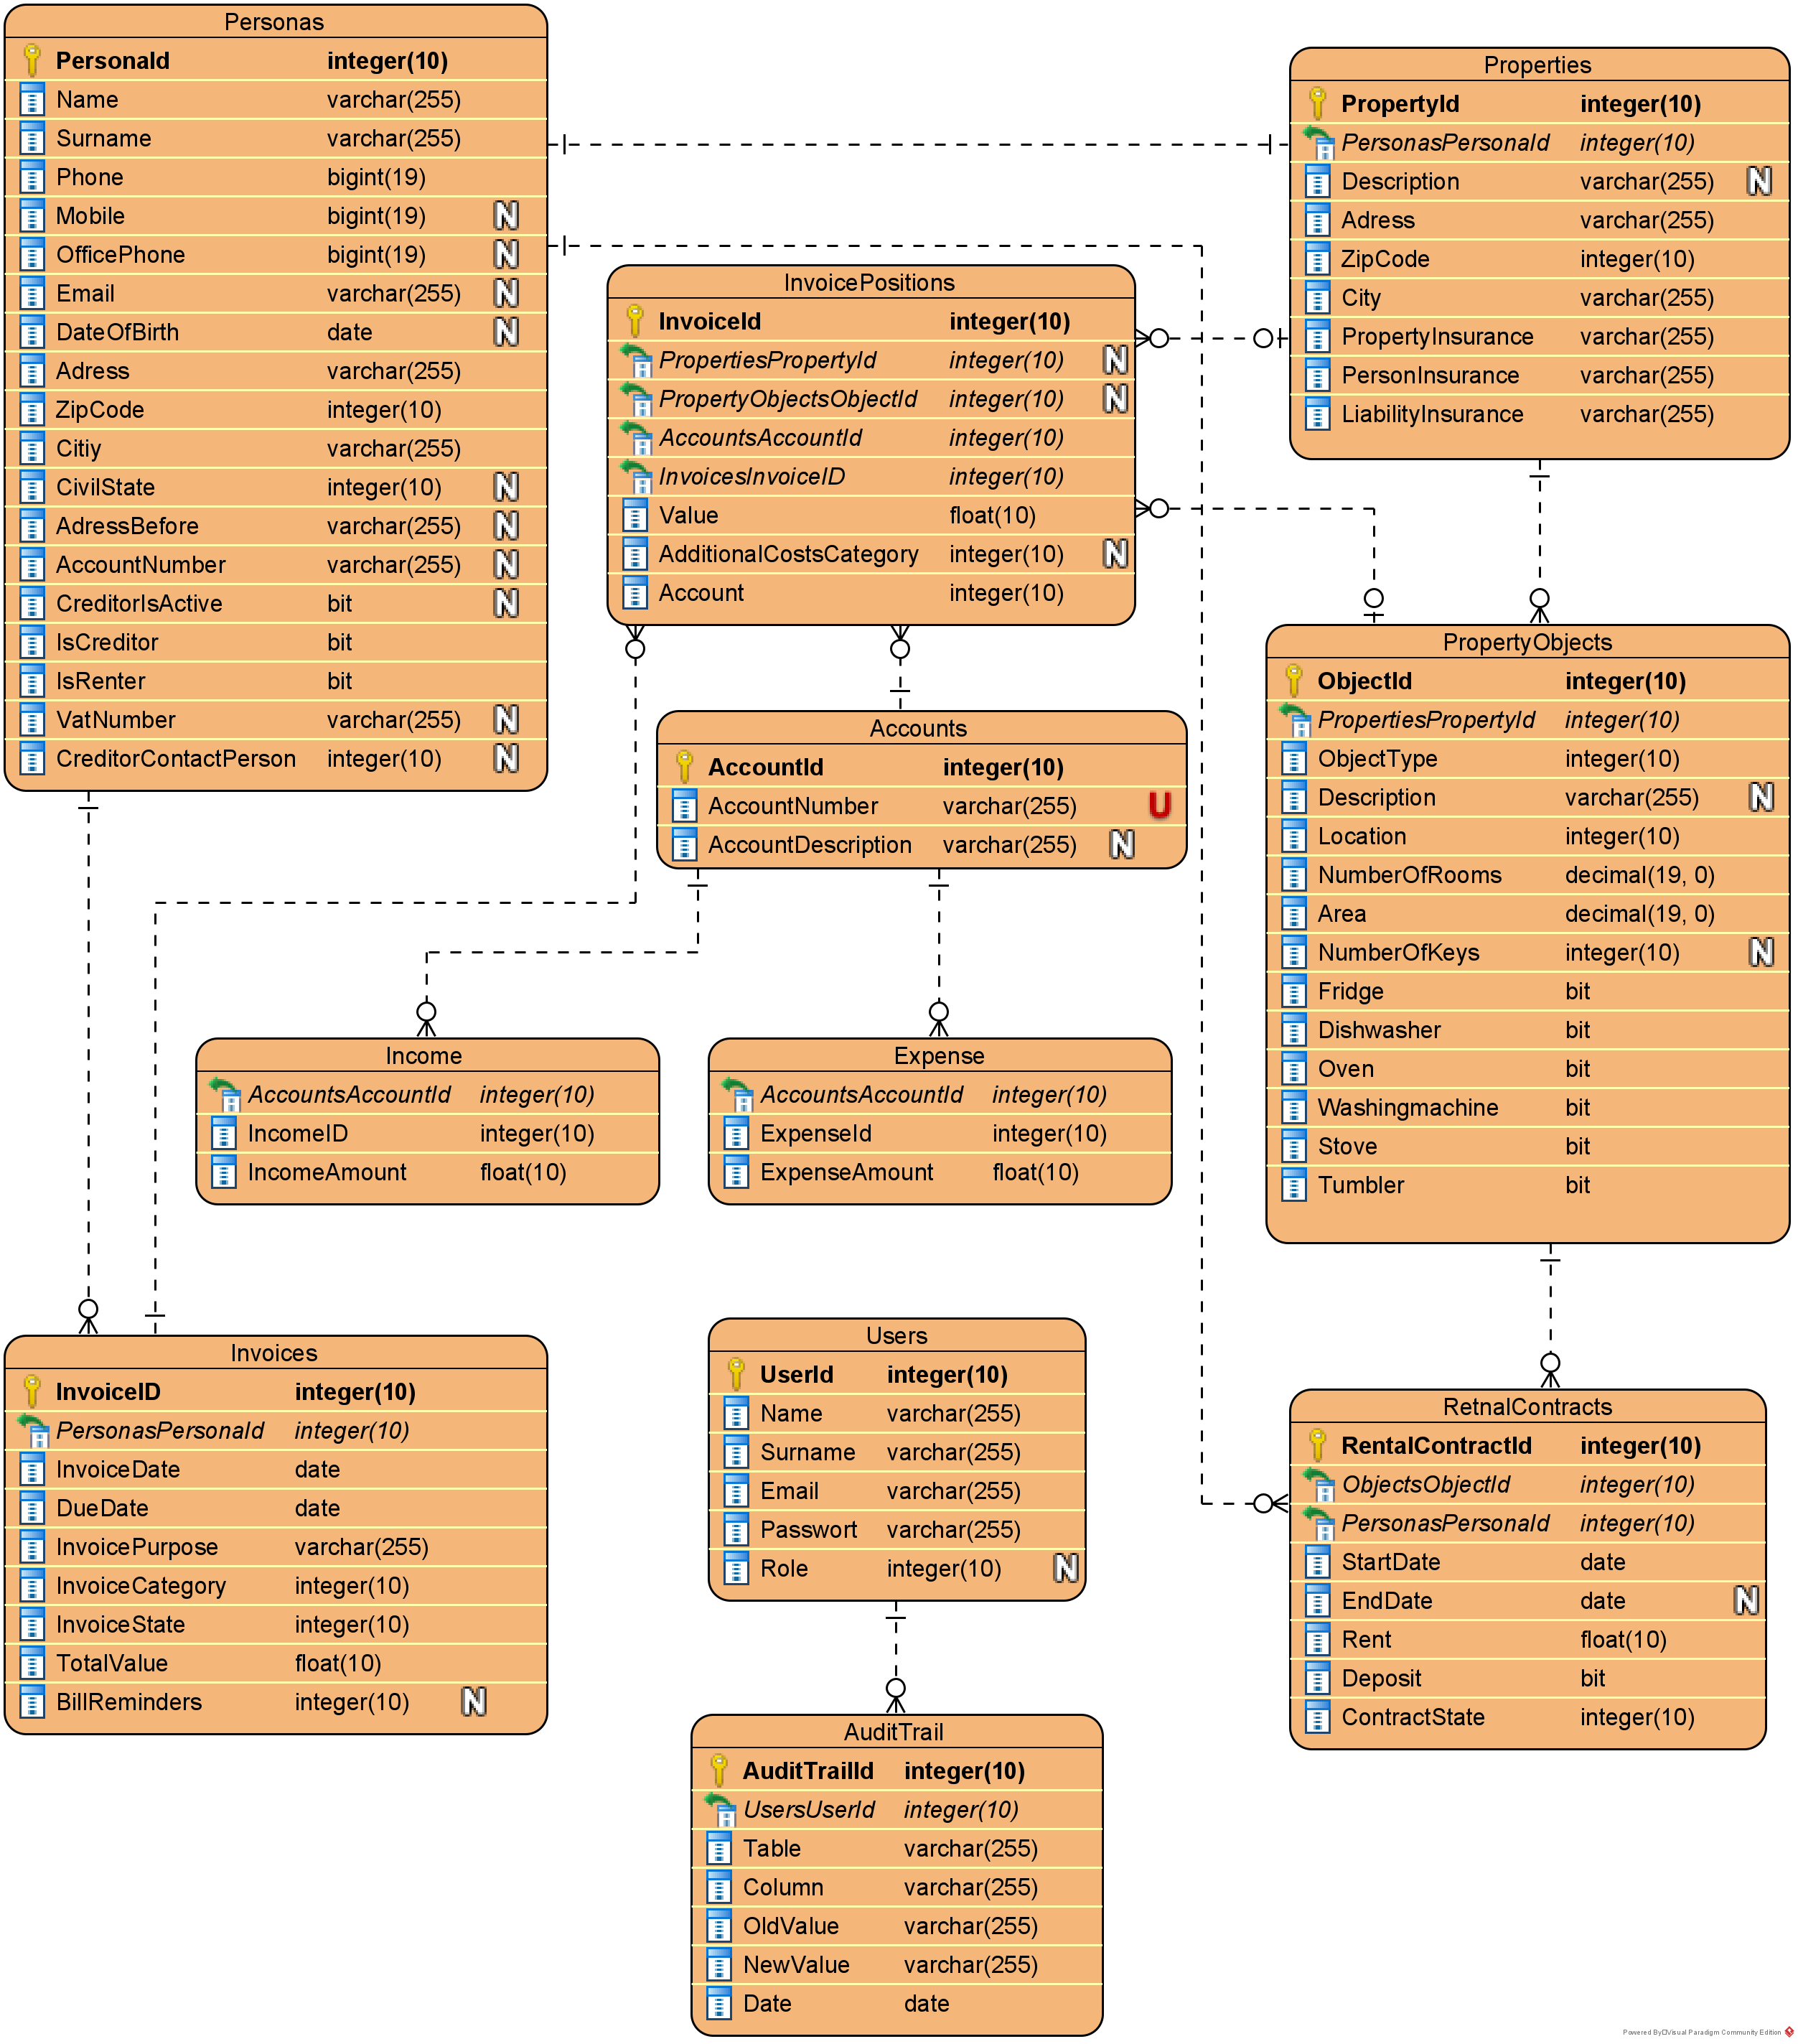 Personas
PersonaId integer(10)
Name varchar(255)
Surname varchar(255)
Phone bigint(19)
Mobile bigint(19) N
OfficePhone bigint(19) N
Email varchar(255) N
DateOfBirth date N
Adress varchar(255)
ZipCode integer(10)
Citiy varchar(255)
CivilState integer(10) N
AdressBefore varchar(255) N
AccountNumber varchar(255) N
CreditorIsActive bit N
IsCreditor bit
IsRenter bit
VatNumber varchar(255) N
CreditorContactPerson integer(10) N
Properties
PropertyId integer(10)
PersonasPersonaId integer(10)
Description varchar(255) N
Adress varchar(255)
ZipCode integer(10)
City varchar(255)
PropertyInsurance varchar(255)
PersonInsurance varchar(255)
LiabilityInsurance varchar(255)
InvoicePositions
InvoiceId integer(10)
PropertiesPropertyId integer(10) N
PropertyObjectsObjectId integer(10) N
AccountsAccountId integer(10)
InvoicesInvoiceID integer(10)
Value float(10)
AdditionalCostsCategory integer(10) N
Account integer(10)
Accounts
AccountId integer(10)
AccountNumber varchar(255) U
AccountDescription varchar(255) N
PropertyObjects
ObjectId integer(10)
PropertiesPropertyId integer(10)
ObjectType integer(10)
Description varchar(255) N
Location integer(10)
NumberOfRooms decimal(19, 0)
Area decimal(19, 0)
NumberOfKeys integer(10) N
Fridge bit
Dishwasher bit
Oven bit
Washingmachine bit
Stove bit
Tumbler bit
Income
AccountsAccountId integer(10)
IncomeID integer(10)
IncomeAmount float(10)
Expense
AccountsAccountId integer(10)
ExpenseId integer(10)
ExpenseAmount float(10)
Invoices
InvoiceID integer(10)
PersonasPersonaId integer(10)
InvoiceDate date
DueDate date
InvoicePurpose varchar(255)
InvoiceCategory integer(10)
InvoiceState integer(10)
TotalValue float(10)
BillReminders integer(10) N
Users
UserId integer(10)
Name varchar(255)
Surname varchar(255)
Email varchar(255)
Passwort varchar(255)
Role integer(10) N
RetnalContracts
RentalContractId integer(10)
ObjectsObjectId integer(10)
PersonasPersonaId integer(10)
StartDate date
EndDate date N
Rent float(10)
Deposit bit
ContractState integer(10)
AuditTrail
AuditTrailId integer(10)
UsersUserId integer(10)
Table varchar(255)
Column varchar(255)
OldValue varchar(255)
NewValue varchar(255)
Date date
Powered By Visual Paradigm Community Edition